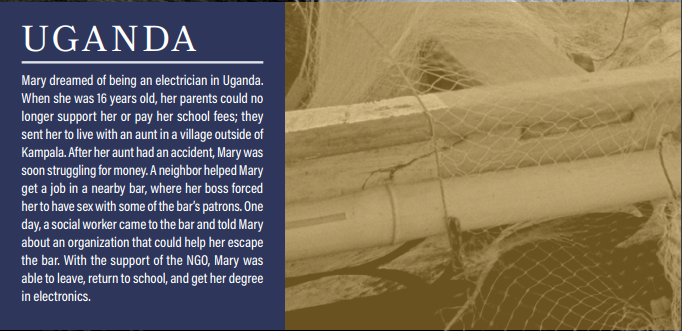 UGANDA
Mary dreamed of being an electrician in Uganda.
When she was 16 years old, her parents could no
longer support her or pay her school fees; they
sent her to live with an aunt in a village outside of
Kampala. After her aunt had an accident, Mary was
soon struggling for money. A neighbor helped Mary
get a job in a nearby bar, where her boss forced
her to have sex with some of the bar's patrons. One
day, a social worker came to the bar and told Mary
about an organization that could help her escape
the bar. With the support of the NGO, Mary was
able to leave, return to school, and get her degree
in electronics.